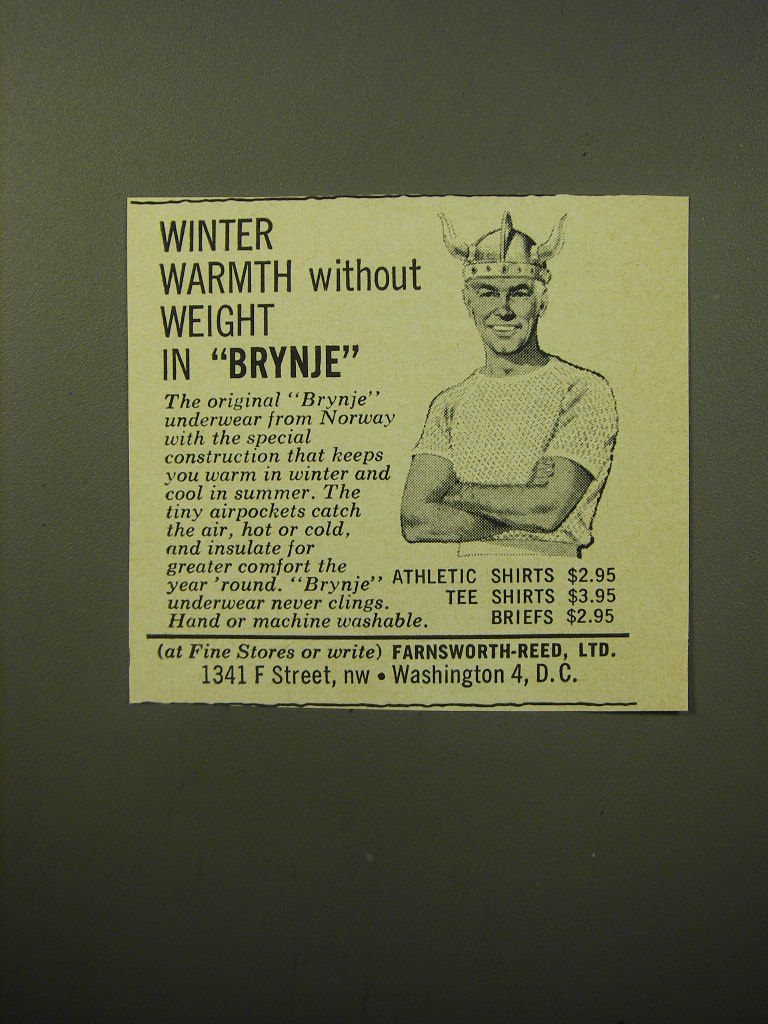 WINTER
WARMTH without
WEIGHT
IN "BRYNJE"
The original "Brynje"
underwear from Norway
with the special
construction that keeps
you warm in winter and
cool in summer. The
tiny airpockets catch
the air, hot or cold,
and insulate for
greater comfort the
year 'round. "Brynje"
underwear never clings.
Hand or machine washable.
ATHLETIC SHIRTS $2.95
TEE SHIRTS $3.95
BRIEFS $2.95
(at Fine Stores or write) FARNSWORTH-REED, LTD.
1341 F Street, nw • Washington 4, D.C.